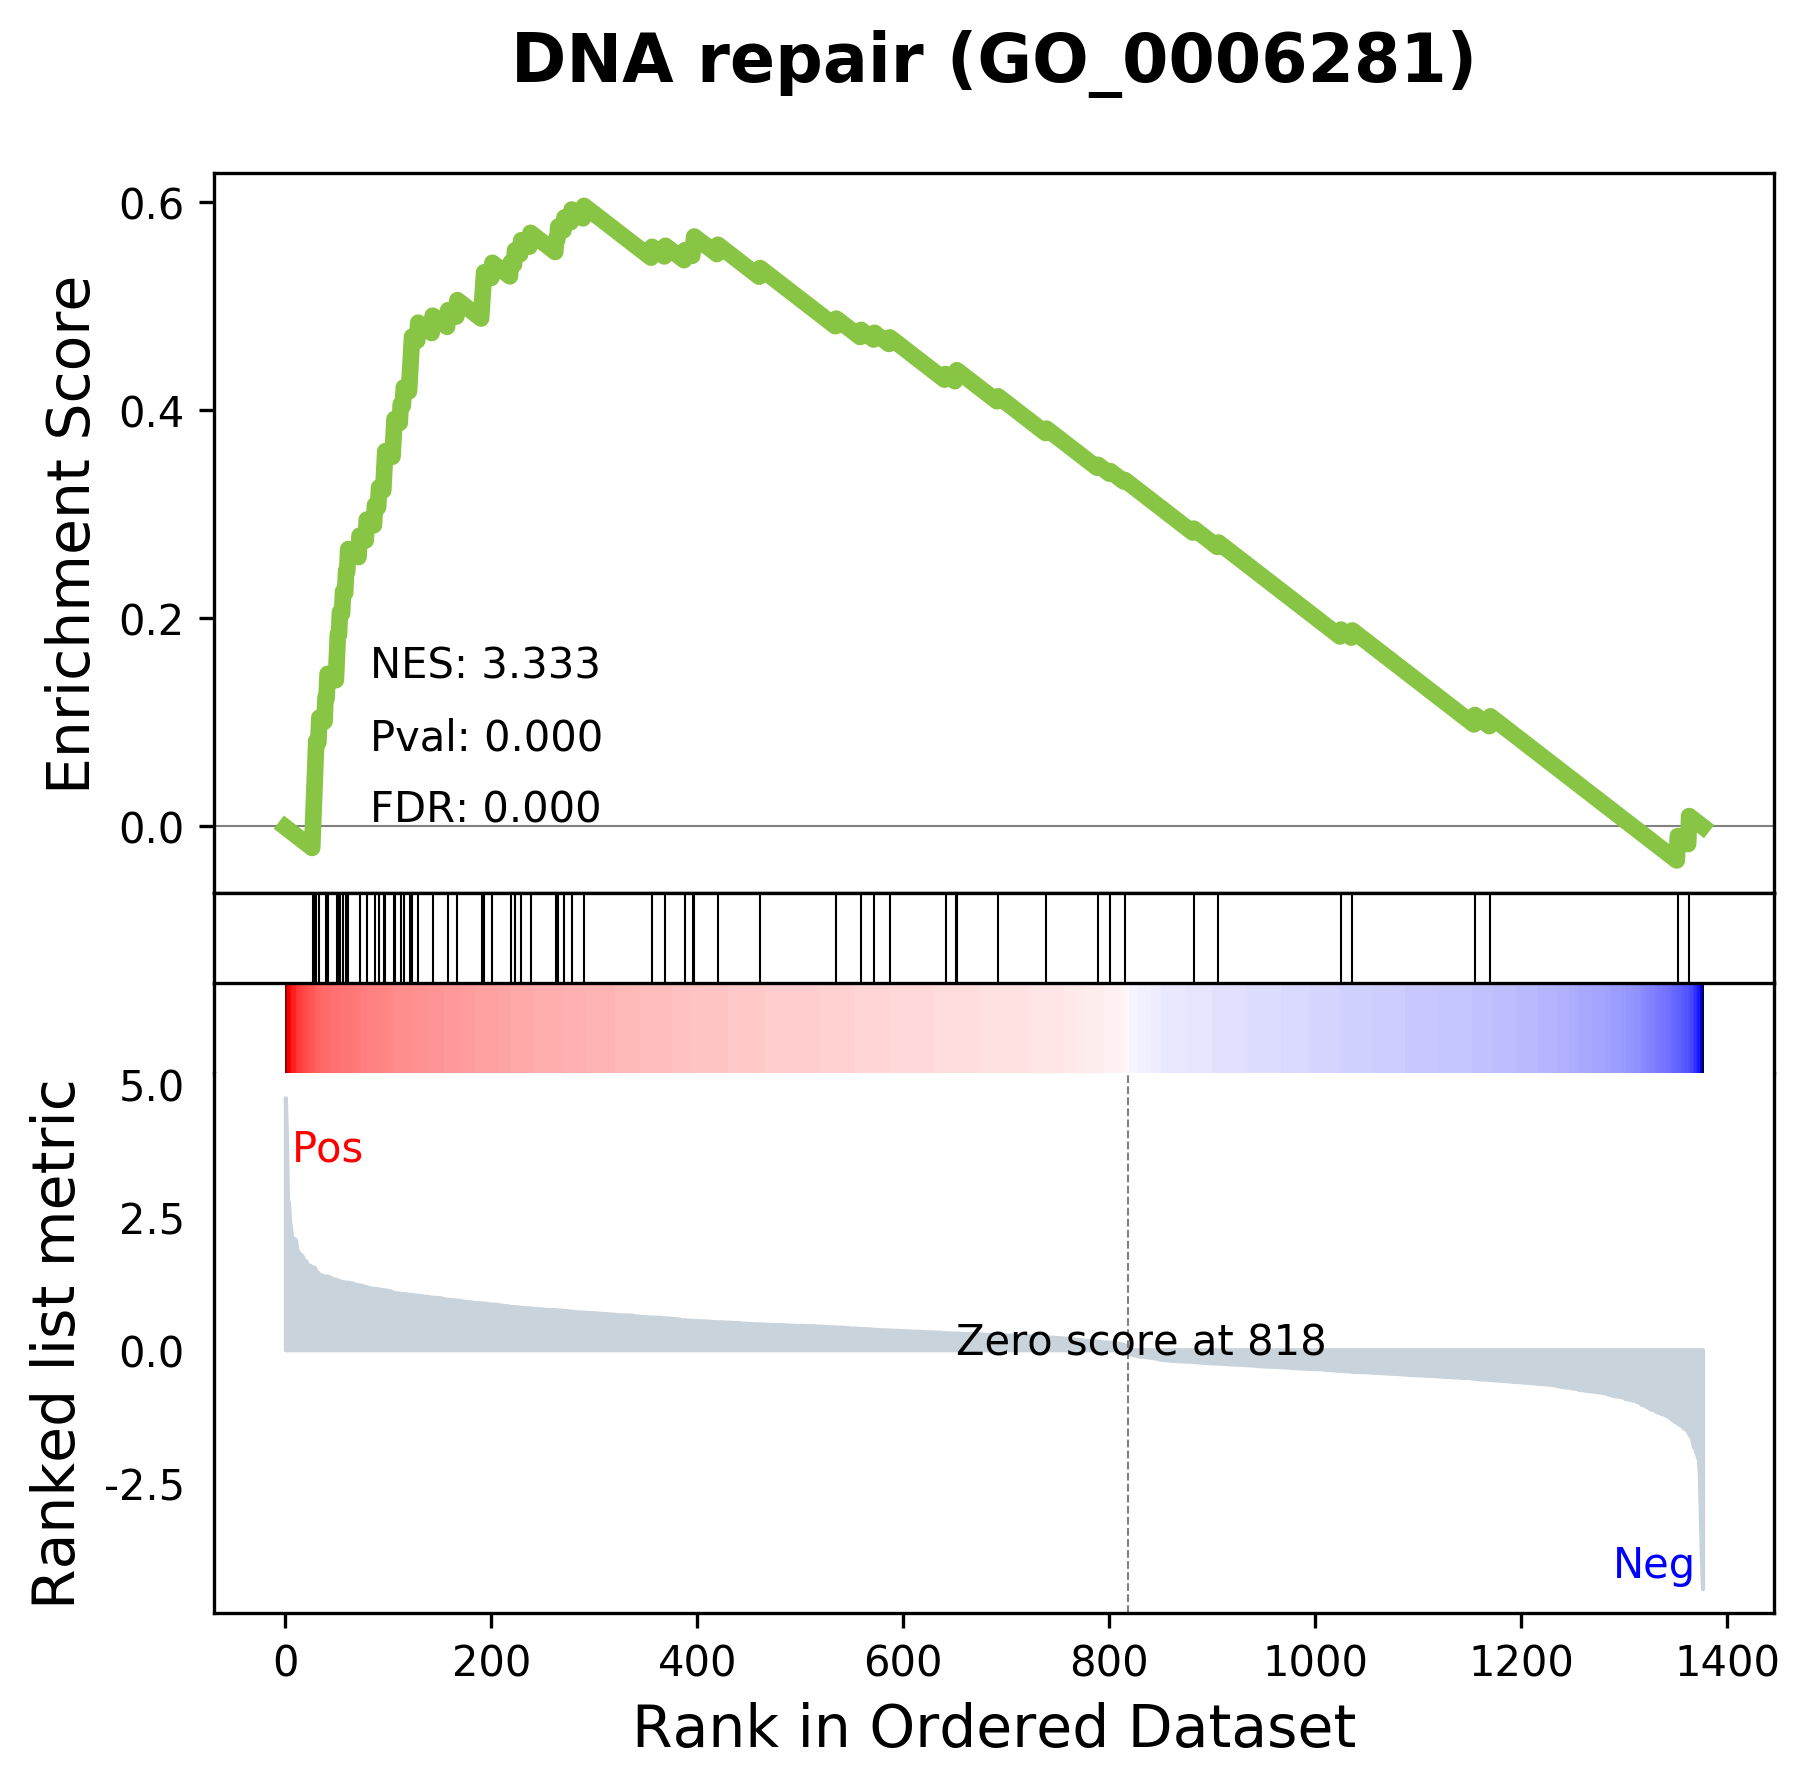 DNA repair (GO_0006281)
Enrichment Score
0.6
0.4
0.2
0.0
NES: 3.333
Pval: 0.000
FDR: 0.000
Ranked list metric
5.0
2.5
0.0
-2.5
Pos
Zero score at 818
Neg
0 200 400 600 800 1000 1200 1400
Rank in Ordered Dataset